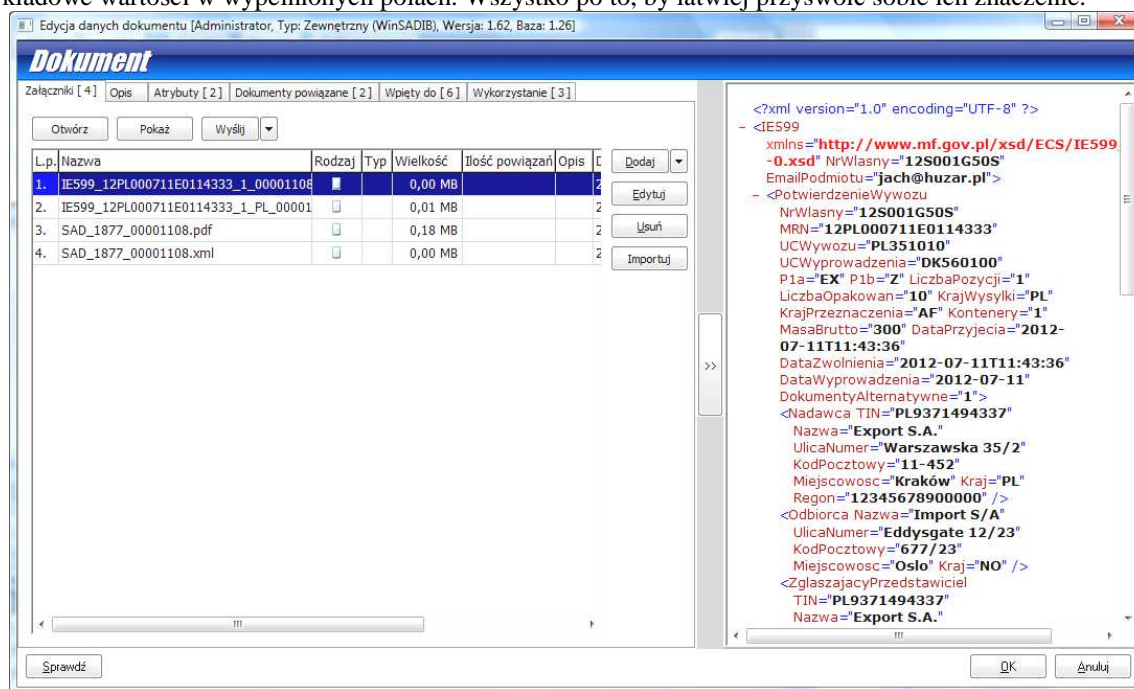 kładowe wartości w wypełnionych polach. Wszystko po to, by łatwiej przyswoić sobie ich znaczenie.
Edycja danych dokumentu [Administrator, Typ: Zewnętrzny (WinSADIB), Wersja: 1.62, Baza: 1.26]
Dokument
Załączniki [ 4 ] Opis Atrybuty [ 2 ] Dokumenty powiązane [ 2 ] Wpięty do [ 6 ] Wykorzystanie [ 3 ]
Otwórz Pokaż Wyślij
L.p. Nazwa Rodzaj Typ Wielkość Ilość powiązań Opis
1. IE599_12PL000711E0114333_1_00001108 0,00 MB 2
2. IE599_12PL000711E0114333_1_PL_00001 0,01 MB 2
3. SAD_1877_00001108.pdf 0,18 MB 2
4. SAD_1877_00001108.xml 0,00 MB 2
Dodaj
Edytuj
Usuń
Importuj
>>
<?xml version="1.0" encoding="UTF-8" ?>
– <IE599
xmlns="http://www.mf.gov.pl/xsd/ECS/IE599_
-0.xsd" NrWlasny="12S001G50S"
EmailPodmiotu="jach@huzar.pl">
– <PotwierdzenieWywozu
NrWlasny="12S001G50S"
MRN="12PL000711E0114333"
UCWywozu="PL351010"
UCWyprowadzenia="DK560100"
P1a="EX" P1b="Z" LiczbaPozycji="1"
LiczbaOpakowan="10" KrajWysylki="PL"
KrajPrzeznaczenia="AF" Kontenery="1"
MasaBrutto="300" DataPrzyjecia="2012-
07-11T11:43:36"
DataZwolnienia="2012-07-11T11:43:36"
DataWyprowadzenia="2012-07-11"
DokumentyAlternatywne="1">
<Nadawca TIN="PL9371494337"
Nazwa="Export S.A."
UlicaNumer="Warszawska 35/2"
KodPocztowy="11-452"
Miejscowosc="Kraków" Kraj="PL"
Regon="12345678900000" />
<Odbiorca Nazwa="Import S/A"
UlicaNumer="Eddysgate 12/23"
KodPocztowy="677/23"
Miejscowosc="Oslo" Kraj="NO" />
<ZglaszajacyPrzedstawiciel
TIN="PL9371494337"
Nazwa="Export S.A."
Sprawdź OK Anuluj